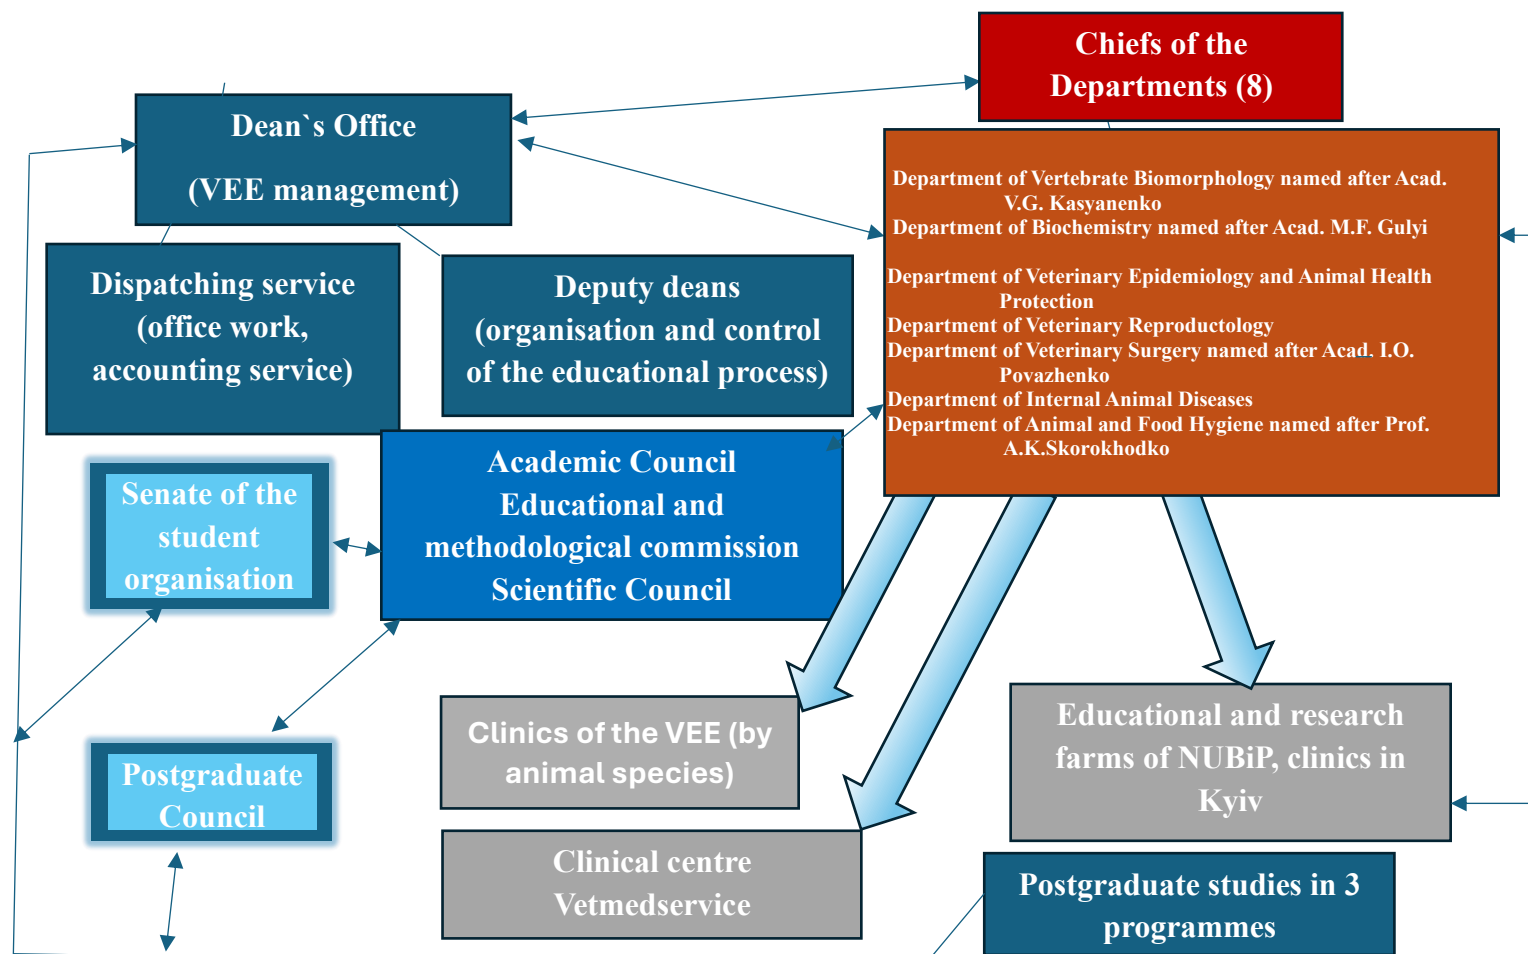 Chiefs of the
Departments (8)
Dean`s Office
(VEE management)
Department of Vertebrate Biomorphology named after Acad.
V.G. Kasyanenko
Department of Biochemistry named after Acad. M.F. Gulyi
Department of Veterinary Epidemiology and Animal Health
Protection
Department of Veterinary Reproductology
Department of Veterinary Surgery named after Acad. I.O.
Povazhenko
Department of Internal Animal Diseases
Department of Animal and Food Hygiene named after Prof.
A.K.Skorokhodko
Dispatching service
(office work,
accounting service)
Deputy deans
(organisation and control
of the educational process)
Academic Council
Educational and
methodological commission
Scientific Council
Senate of the
student
organisation
Postgraduate
Council
Clinics of the VEE (by
animal species)
Clinical centre
Vetmedservice
Educational and research
farms of NUBiP, clinics in
Kyiv
Postgraduate studies in 3
programmes